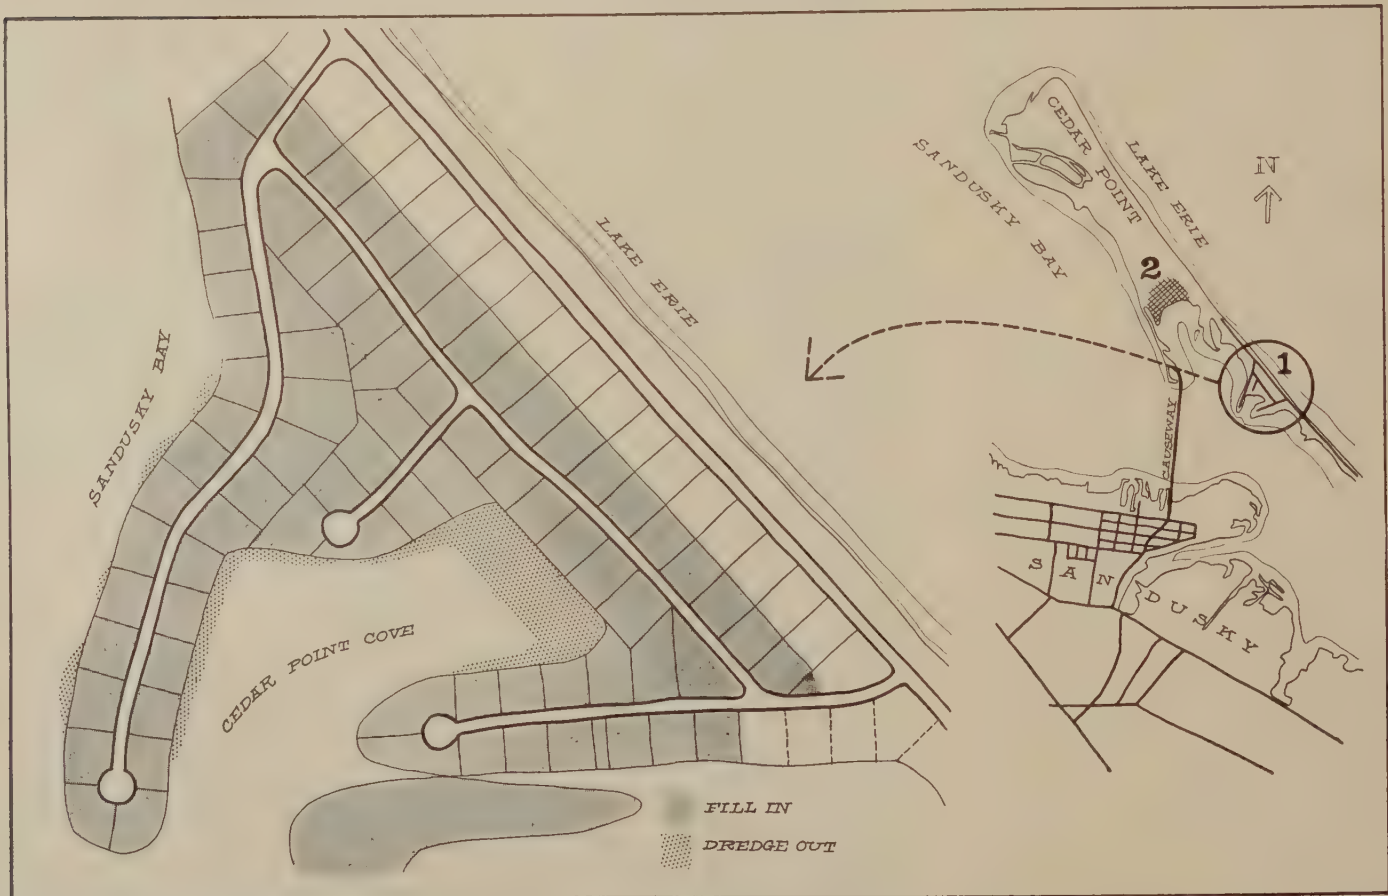 LAKE ERIE
SANDUSKY BAY
CEDAR POINT COVE
FILL IN
DREDGE OUT
CEDAR POINT
LAKE ERIE
SANDUSKY BAY
N
2
1
CAUSEWAY
SANDUSKY